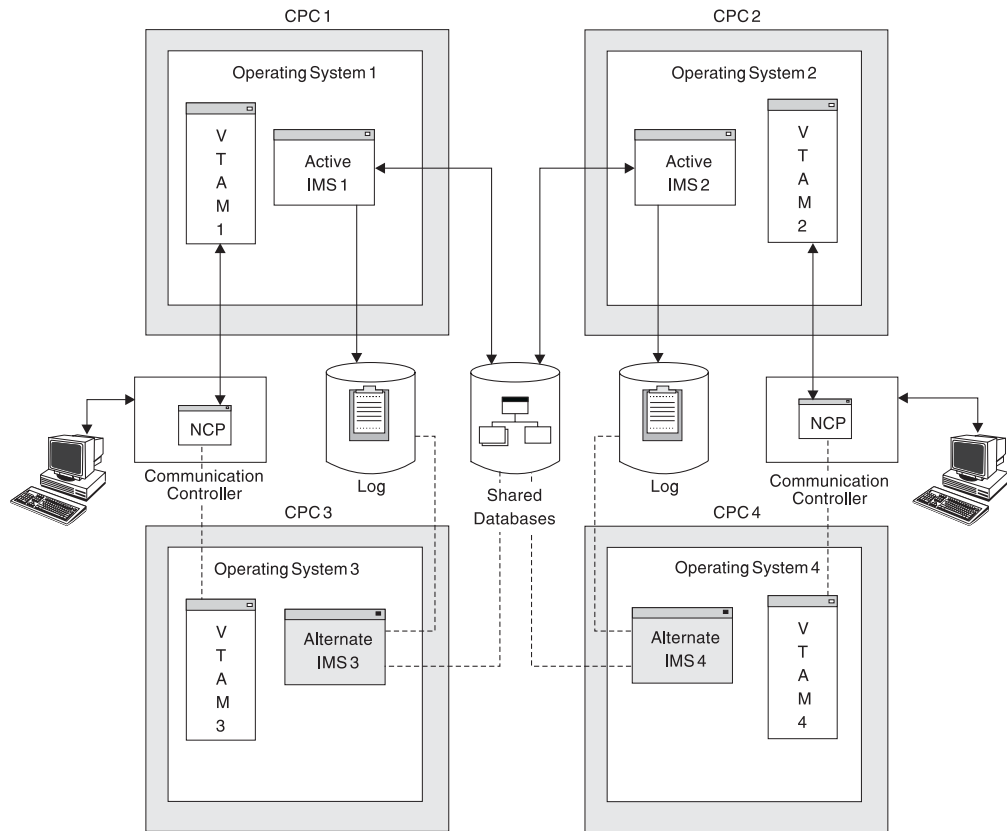 CPC 1
CPC 2
Operating System 1
Operating System 2
V
T
A
M
1
Active
IMS 1
Active
IMS 2
V
T
A
M
2
NCP
Communication
Controller
Log
Shared
Databases
Log
NCP
Communication
Controller
CPC 3
CPC 4
Operating System 3
Operating System 4
V
T
A
M
3
Alternate
IMS 3
Alternate
IMS 4
V
T
A
M
4